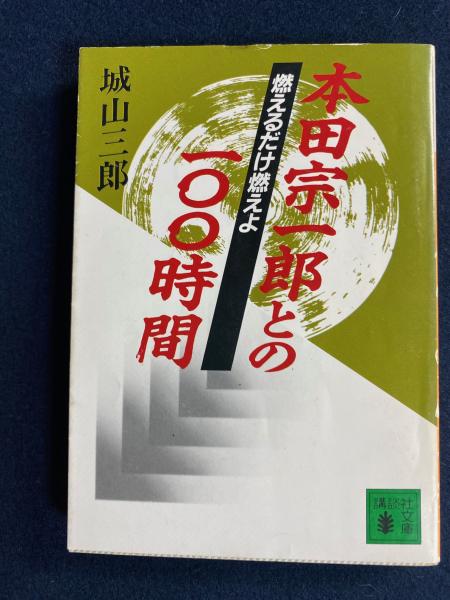 本田宗一郎との
一〇〇時間
燃えるだけ燃えよ
城山三郎
講談社文庫